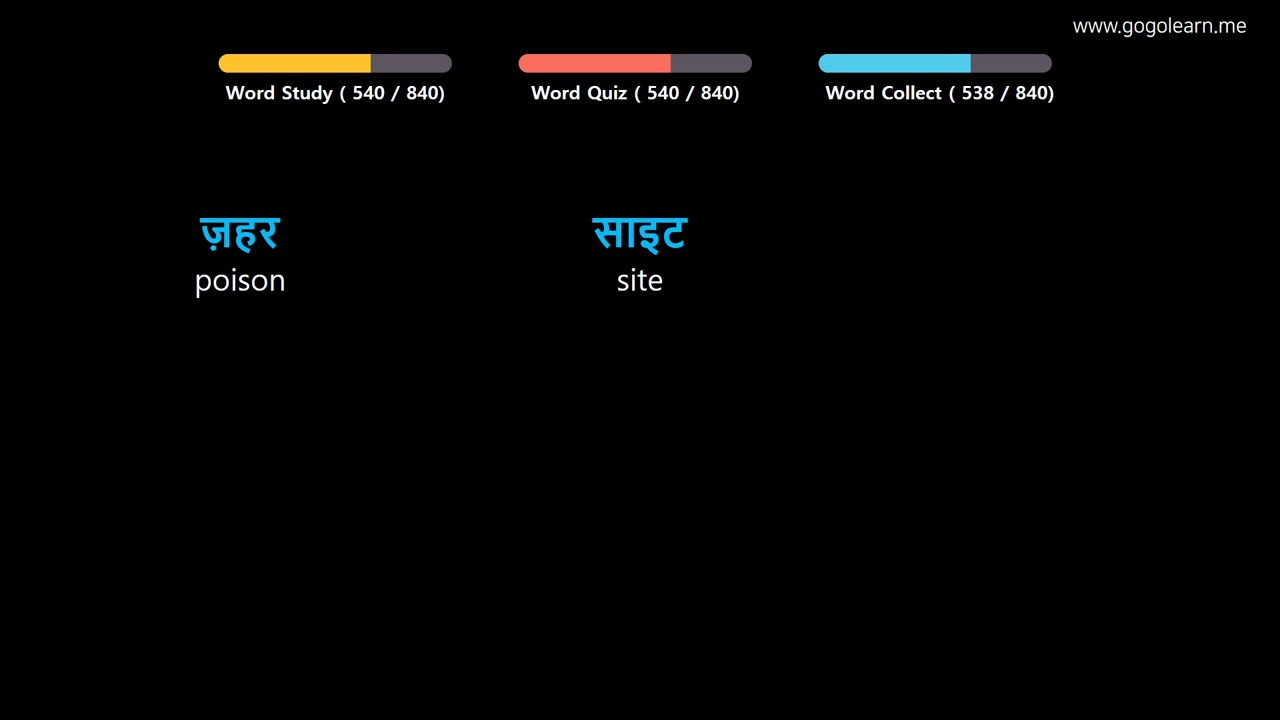 www.gogolearn.me
Word Study ( 540 / 840)
Word Quiz ( 540 / 840)
Word Collect ( 538 / 840)
ज़हर
poison
साइट
site